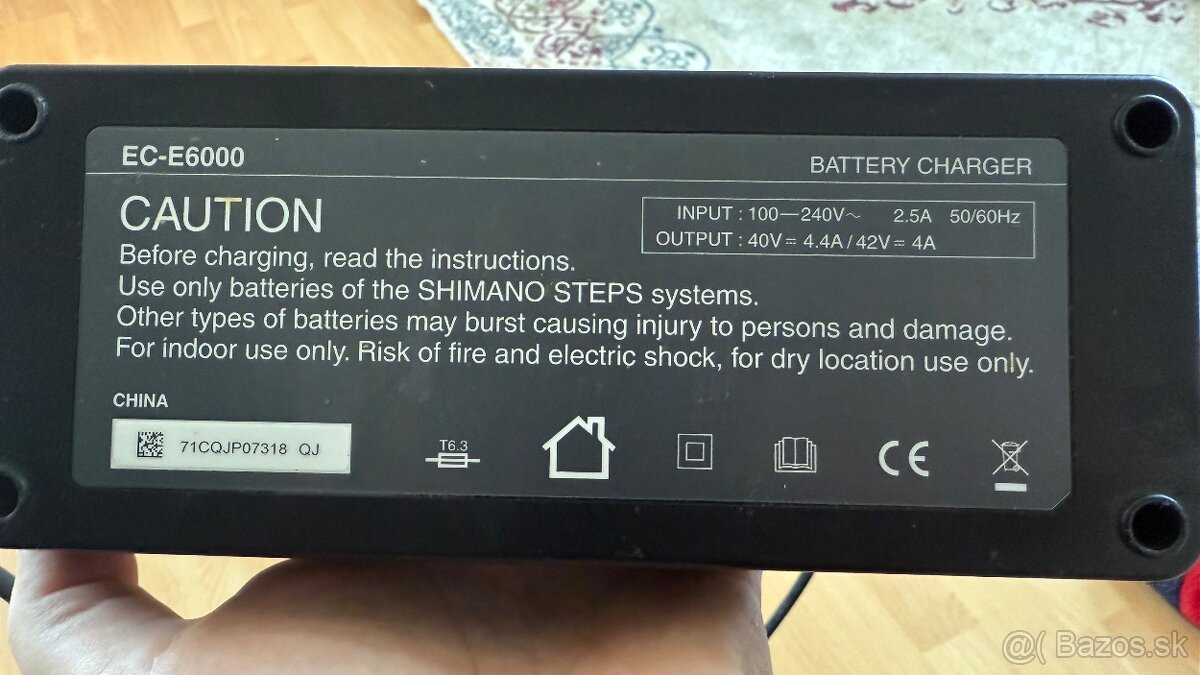 EC-E6000
BATTERY CHARGER
CAUTION
INPUT : 100—240V～ 2.5A 50/60Hz
OUTPUT : 40V⎓ 4.4A / 42V⎓ 4A
Before charging, read the instructions.
Use only batteries of the SHIMANO STEPS systems.
Other types of batteries may burst causing injury to persons and damage.
For indoor use only. Risk of fire and electric shock, for dry location use only.
CHINA
71CQJP07318 QJ
T6.3
CE
@( Bazos.sk